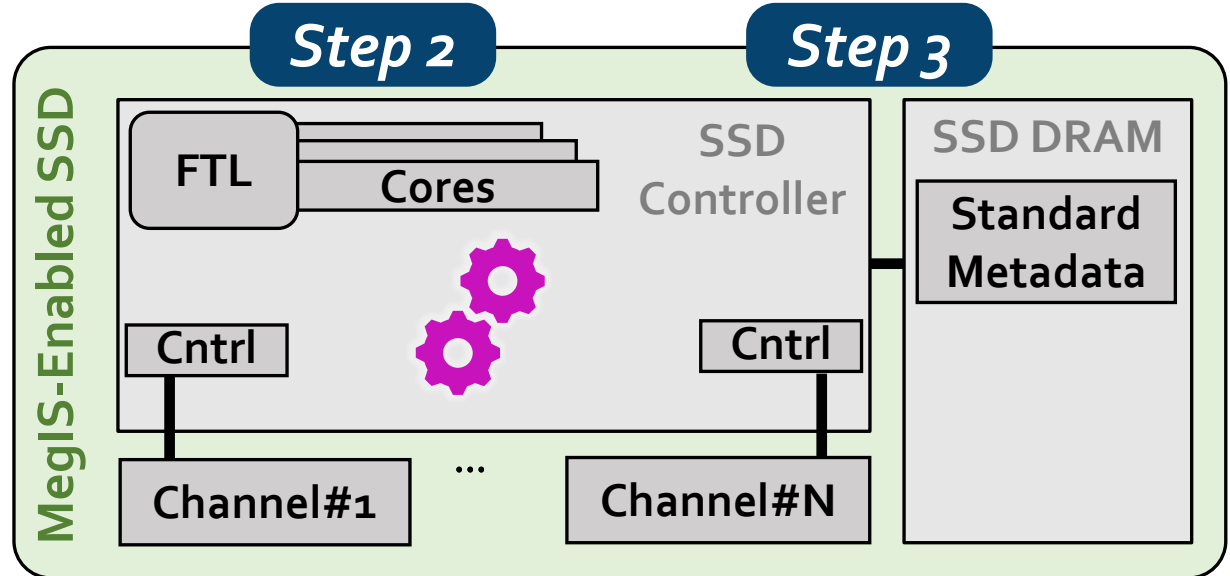 Step 2
Step 3
MegIS-Enabled SSD
FTL
Cores
SSD
Controller
SSD DRAM
Standard
Metadata
Cntrl
Cntrl
Channel#1
...
Channel#N